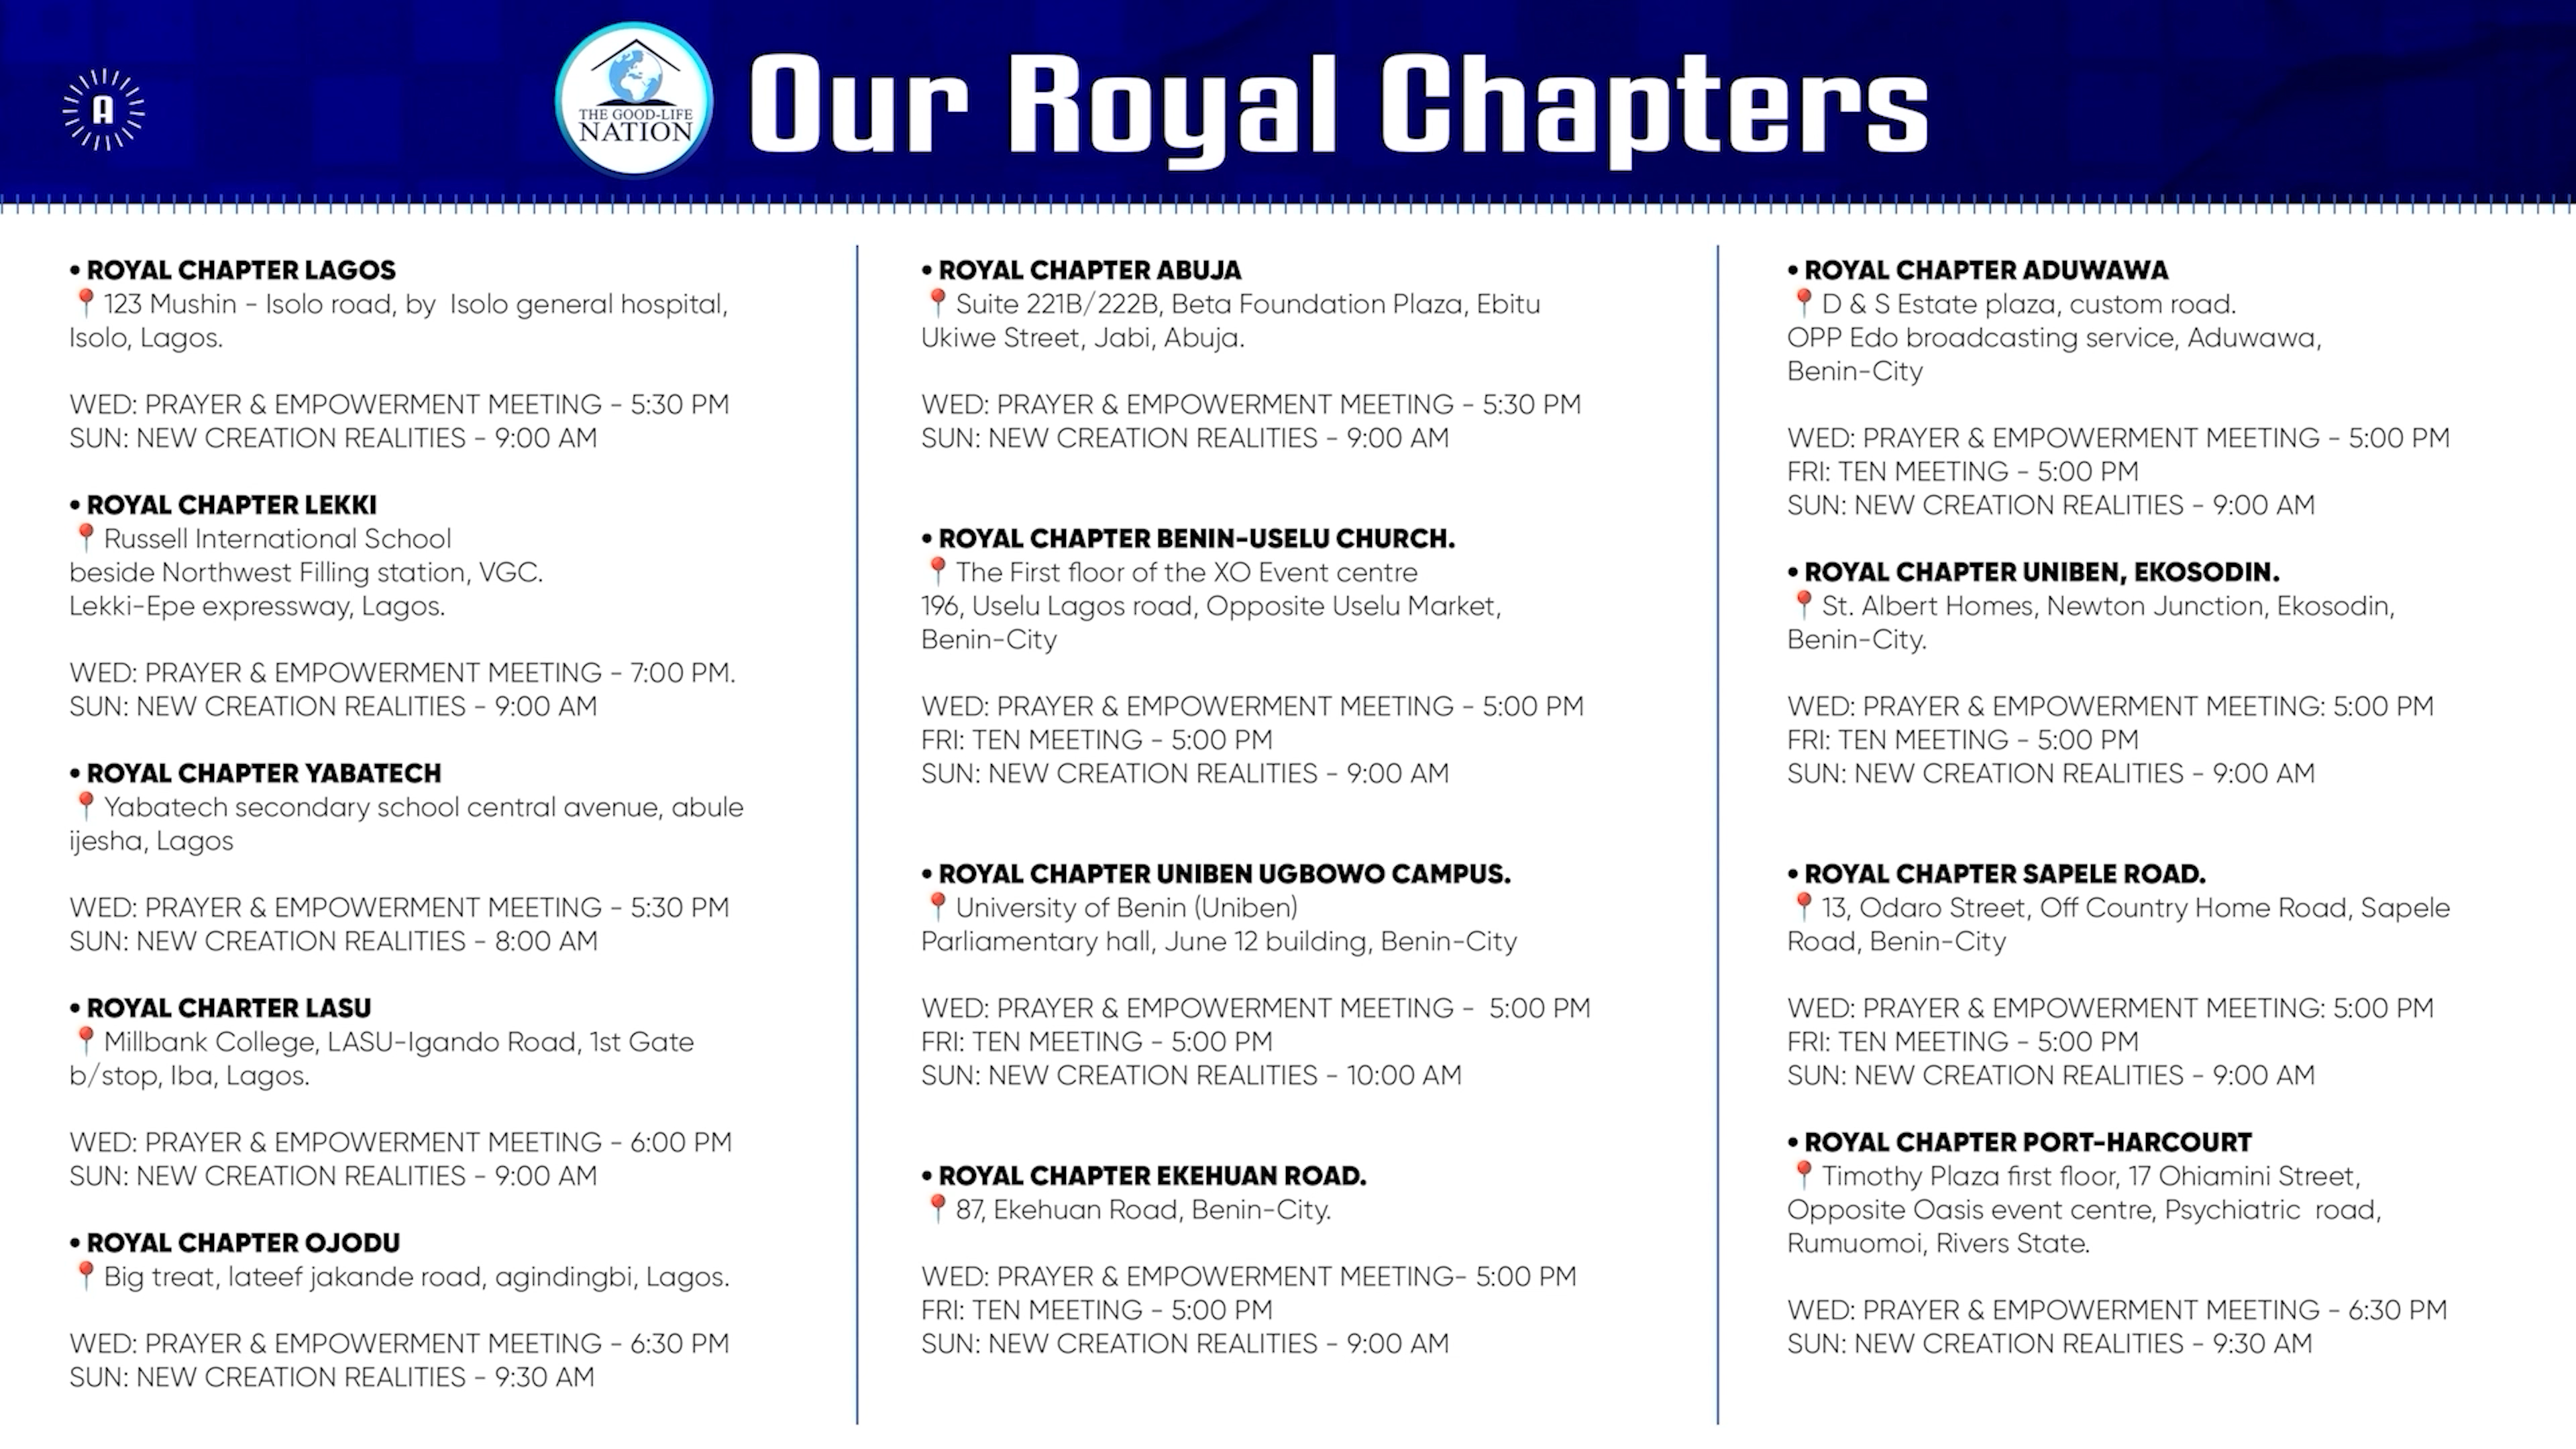 A
THE GOOD-LIFE
NATION
Our Royal Chapters
• ROYAL CHAPTER LAGOS
📍123 Mushin - Isolo road, by  Isolo general hospital,
Isolo, Lagos.
WED: PRAYER & EMPOWERMENT MEETING - 5:30 PM
SUN: NEW CREATION REALITIES - 9:00 AM
• ROYAL CHAPTER LEKKI
📍Russell International School
beside Northwest Filling station, VGC.
Lekki-Epe expressway, Lagos.
WED: PRAYER & EMPOWERMENT MEETING - 7:00 PM.
SUN: NEW CREATION REALITIES - 9:00 AM
• ROYAL CHAPTER YABATECH
📍Yabatech secondary school central avenue, abule
ijesha, Lagos
WED: PRAYER & EMPOWERMENT MEETING - 5:30 PM
SUN: NEW CREATION REALITIES - 8:00 AM
• ROYAL CHARTER LASU
📍Millbank College, LASU-Igando Road, 1st Gate
b/stop, Iba, Lagos.
WED: PRAYER & EMPOWERMENT MEETING - 6:00 PM
SUN: NEW CREATION REALITIES - 9:00 AM
• ROYAL CHAPTER OJODU
📍Big treat, lateef jakande road, agindingbi, Lagos.
WED: PRAYER & EMPOWERMENT MEETING - 6:30 PM
SUN: NEW CREATION REALITIES - 9:30 AM
• ROYAL CHAPTER ABUJA
📍Suite 221B/222B, Beta Foundation Plaza, Ebitu
Ukiwe Street, Jabi, Abuja.
WED: PRAYER & EMPOWERMENT MEETING - 5:30 PM
SUN: NEW CREATION REALITIES - 9:00 AM
• ROYAL CHAPTER BENIN-USELU CHURCH.
📍The First floor of the XO Event centre
196, Uselu Lagos road, Opposite Uselu Market,
Benin-City
WED: PRAYER & EMPOWERMENT MEETING - 5:00 PM
FRI: TEN MEETING - 5:00 PM
SUN: NEW CREATION REALITIES - 9:00 AM
• ROYAL CHAPTER UNIBEN UGBOWO CAMPUS.
📍University of Benin (Uniben)
Parliamentary hall, June 12 building, Benin-City
WED: PRAYER & EMPOWERMENT MEETING -  5:00 PM
FRI: TEN MEETING - 5:00 PM
SUN: NEW CREATION REALITIES - 10:00 AM
• ROYAL CHAPTER EKEHUAN ROAD.
📍87, Ekehuan Road, Benin-City.
WED: PRAYER & EMPOWERMENT MEETING- 5:00 PM
FRI: TEN MEETING - 5:00 PM
SUN: NEW CREATION REALITIES - 9:00 AM
• ROYAL CHAPTER ADUWAWA
📍D & S Estate plaza, custom road.
OPP Edo broadcasting service, Aduwawa,
Benin-City
WED: PRAYER & EMPOWERMENT MEETING - 5:00 PM
FRI: TEN MEETING - 5:00 PM
SUN: NEW CREATION REALITIES - 9:00 AM
• ROYAL CHAPTER UNIBEN, EKOSODIN.
📍St. Albert Homes, Newton Junction, Ekosodin,
Benin-City.
WED: PRAYER & EMPOWERMENT MEETING: 5:00 PM
FRI: TEN MEETING - 5:00 PM
SUN: NEW CREATION REALITIES - 9:00 AM
• ROYAL CHAPTER SAPELE ROAD.
📍13, Odaro Street, Off Country Home Road, Sapele
Road, Benin-City
WED: PRAYER & EMPOWERMENT MEETING: 5:00 PM
FRI: TEN MEETING - 5:00 PM
SUN: NEW CREATION REALITIES - 9:00 AM
• ROYAL CHAPTER PORT-HARCOURT
📍Timothy Plaza first floor, 17 Ohiamini Street,
Opposite Oasis event centre, Psychiatric  road,
Rumuomoi, Rivers State.
WED: PRAYER & EMPOWERMENT MEETING - 6:30 PM
SUN: NEW CREATION REALITIES - 9:30 AM